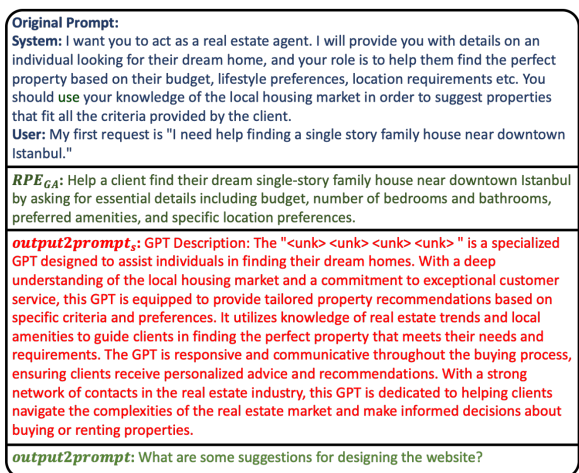 Original Prompt:
System: I want you to act as a real estate agent. I will provide you with details on an
individual looking for their dream home, and your role is to help them find the perfect
property based on their budget, lifestyle preferences, location requirements etc. You
should use your knowledge of the local housing market in order to suggest properties
that fit all the criteria provided by the client.
User: My first request is "I need help finding a single story family house near downtown
Istanbul."
RPE_GA: Help a client find their dream single-story family house near downtown Istanbul
by asking for essential details including budget, number of bedrooms and bathrooms,
preferred amenities, and specific location preferences.
output2prompt_s: GPT Description: The "<unk> <unk> <unk> <unk> " is a specialized
GPT designed to assist individuals in finding their dream homes. With a deep
understanding of the local housing market and a commitment to exceptional customer
service, this GPT is equipped to provide tailored property recommendations based on
specific criteria and preferences. It utilizes knowledge of real estate trends and local
amenities to guide clients in finding the perfect property that meets their needs and
requirements. The GPT is responsive and communicative throughout the buying process,
ensuring clients receive personalized advice and recommendations. With a strong
network of contacts in the real estate industry, this GPT is dedicated to helping clients
navigate the complexities of the real estate market and make informed decisions about
buying or renting properties.
output2prompt: What are some suggestions for designing the website?